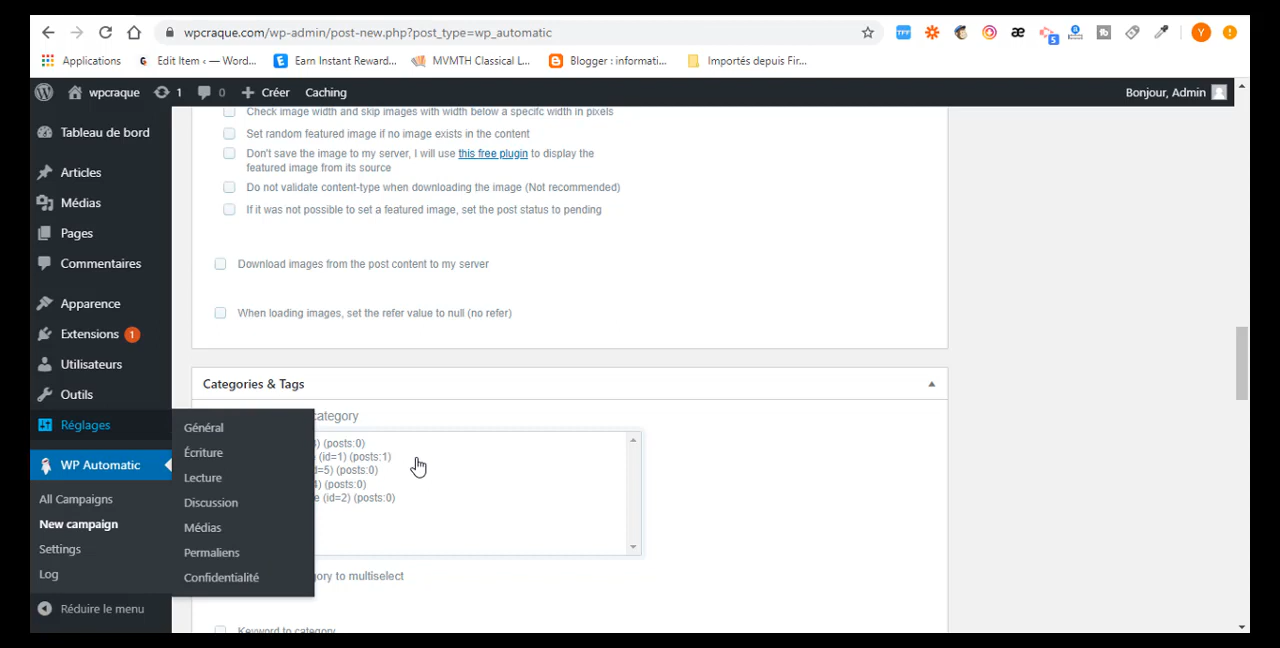 wpcraque.com/wp-admin/post-new.php?post_type=wp_automatic
Applications
Edit Item ‹ — Word...
Earn Instant Reward...
MVMTH Classical L...
Blogger : informati...
Importés depuis Fir...
wpcraque
1
0
Créer
Caching
Bonjour, Admin
Tableau de bord
Articles
Médias
Pages
Commentaires
Apparence
Extensions 1
Utilisateurs
Outils
Réglages
WP Automatic
All Campaigns
New campaign
Settings
Log
Réduire le menu
Général
Écriture
Lecture
Discussion
Médias
Permaliens
Confidentialité
Check image width and skip images with width below a specifc width in pixels
Set random featured image if no image exists in the content
Don't save the image to my server, I will use this free plugin to display the
featured image from its source
Do not validate content-type when downloading the image (Not recommended)
If it was not possible to set a featured image, set the post status to pending
Download images from the post content to my server
When loading images, set the refer value to null (no refer)
Categories & Tags
category
(posts:0)
(id=1) (posts:1)
d=5) (posts:0)
4) (posts:0)
e (id=2) (posts:0)
gory to multiselect
Keyword to category